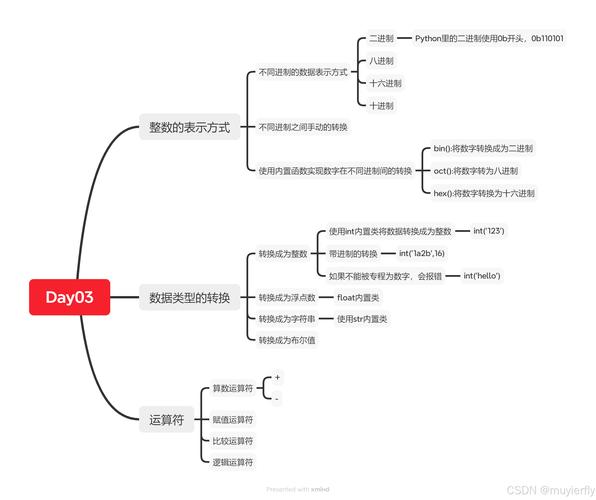 Day03
整数的表示方式
不同进制的数据表示方式
二进制
Python里的二进制使用0b开头，0b110101
八进制
十六进制
十进制
不同进制之间手动的转换
使用内置函数实现数字在不同进制间的转换
bin():将数字转换成为二进制
oct():将数字转为八进制
hex():将数字转换为十六进制
数据类型的转换
转换成为整数
使用int内置类将数据转换成为整数
int('123')
带进制的转换
int('1a2b',16)
如果不能被专程为数字，会报错
int('hello')
转换成为浮点数
float内置类
转换成为字符串
使用str内置类
转换成为布尔值
运算符
算数运算符
+
-
赋值运算符
比较运算符
逻辑运算符
Presented with xmind
CSDN @muyierfly